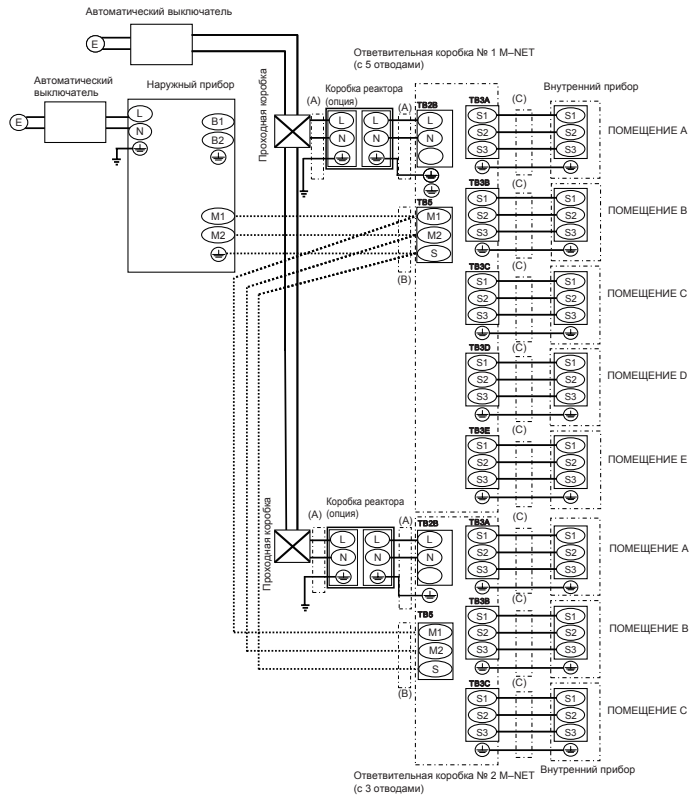 Автоматический выключатель
E
Ответвительная коробка № 1 M–NET
(с 5 отводами)
Автоматический
выключатель
E
Наружный прибор
L
N
B1
B2
M1
M2
Проходная коробка
(A)
Коробка реактора
(опция)
L
N
L
N
(A)
TB2B
L
N
TB5
M1
M2
S
(B)
Внутренний прибор
TB3A
(C)
S1
S2
S3
S1
S2
S3
ПОМЕЩЕНИЕ A
TB3B
(C)
S1
S2
S3
S1
S2
S3
ПОМЕЩЕНИЕ B
TB3C
(C)
S1
S2
S3
S1
S2
S3
ПОМЕЩЕНИЕ C
TB3D
(C)
S1
S2
S3
S1
S2
S3
ПОМЕЩЕНИЕ D
TB3E
(C)
S1
S2
S3
S1
S2
S3
ПОМЕЩЕНИЕ E
Проходная коробка
(A)
Коробка реактора
(опция)
L
N
L
N
(A)
TB2B
L
N
TB5
M1
M2
S
(B)
TB3A
(C)
S1
S2
S3
S1
S2
S3
ПОМЕЩЕНИЕ A
TB3B
(C)
S1
S2
S3
S1
S2
S3
ПОМЕЩЕНИЕ B
TB3C
(C)
S1
S2
S3
S1
S2
S3
ПОМЕЩЕНИЕ C
Внутренний прибор
Ответвительная коробка № 2 M–NET
(с 3 отводами)